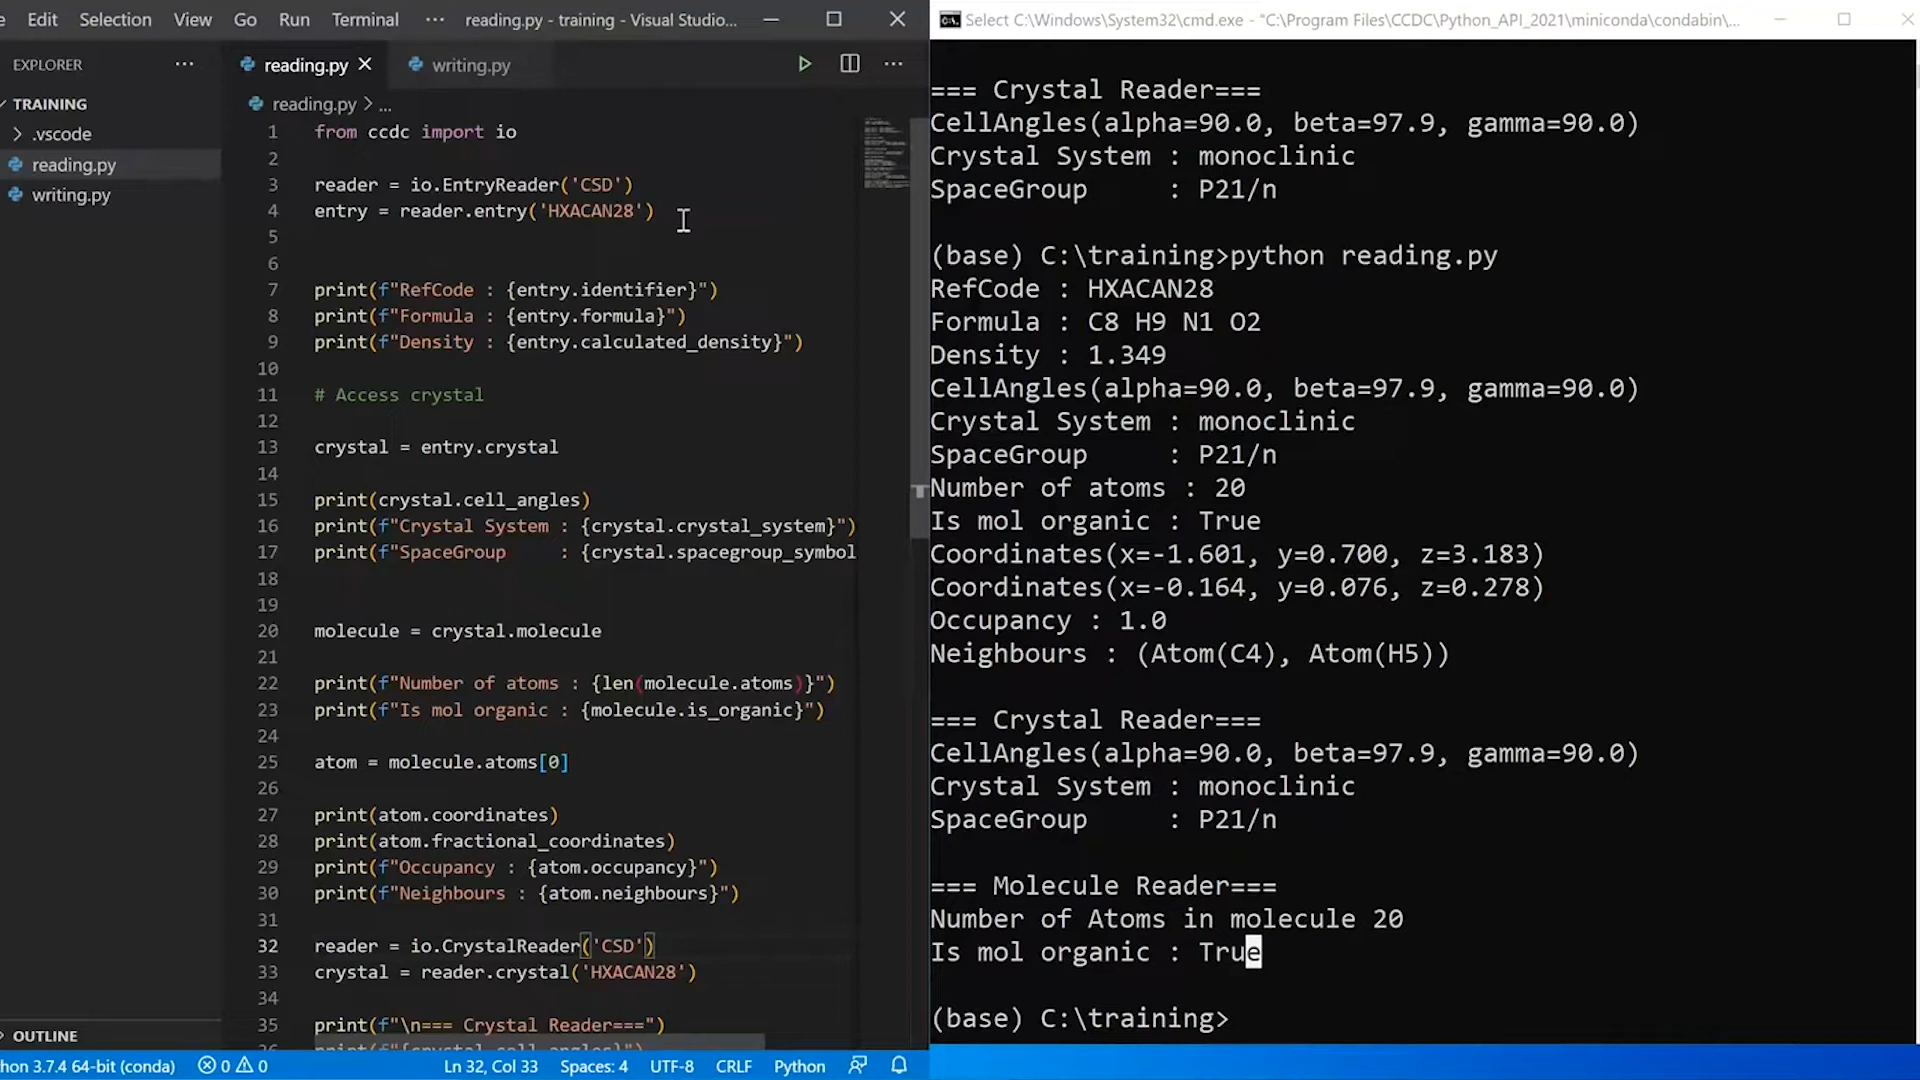 e Edit Selection View Go Run Terminal ··· reading.py - training - Visual Studio...
EXPLORER ···
TRAINING
.vscode
reading.py
writing.py
OUTLINE
reading.py writing.py ···
reading.py > ...
1 from ccdc import io
2
3 reader = io.EntryReader('CSD')
4 entry = reader.entry('HXACAN28')
5
6
7 print(f"RefCode : {entry.identifier}")
8 print(f"Formula : {entry.formula}")
9 print(f"Density : {entry.calculated_density}")
10
11 # Access crystal
12
13 crystal = entry.crystal
14
15 print(crystal.cell_angles)
16 print(f"Crystal System : {crystal.crystal_system}")
17 print(f"SpaceGroup     : {crystal.spacegroup_symbol
18
19
20 molecule = crystal.molecule
21
22 print(f"Number of atoms : {len(molecule.atoms)}")
23 print(f"Is mol organic : {molecule.is_organic}")
24
25 atom = molecule.atoms[0]
26
27 print(atom.coordinates)
28 print(atom.fractional_coordinates)
29 print(f"Occupancy : {atom.occupancy}")
30 print(f"Neighbours : {atom.neighbours}")
31
32 reader = io.CrystalReader('CSD')
33 crystal = reader.crystal('HXACAN28')
34
35 print(f"\n=== Crystal Reader===")
hon 3.7.4 64-bit (conda) 0 0 Ln 32, Col 33 Spaces: 4 UTF-8 CRLF Python
Select C:\Windows\System32\cmd.exe - "C:\Program Files\CCDC\Python_API_2021\miniconda\condabin\...
=== Crystal Reader===
CellAngles(alpha=90.0, beta=97.9, gamma=90.0)
Crystal System : monoclinic
SpaceGroup     : P21/n
(base) C:\training>python reading.py
RefCode : HXACAN28
Formula : C8 H9 N1 O2
Density : 1.349
CellAngles(alpha=90.0, beta=97.9, gamma=90.0)
Crystal System : monoclinic
SpaceGroup     : P21/n
Number of atoms : 20
Is mol organic : True
Coordinates(x=-1.601, y=0.700, z=3.183)
Coordinates(x=-0.164, y=0.076, z=0.278)
Occupancy : 1.0
Neighbours : (Atom(C4), Atom(H5))
=== Crystal Reader===
CellAngles(alpha=90.0, beta=97.9, gamma=90.0)
Crystal System : monoclinic
SpaceGroup     : P21/n
=== Molecule Reader===
Number of Atoms in molecule 20
Is mol organic : True
(base) C:\training>